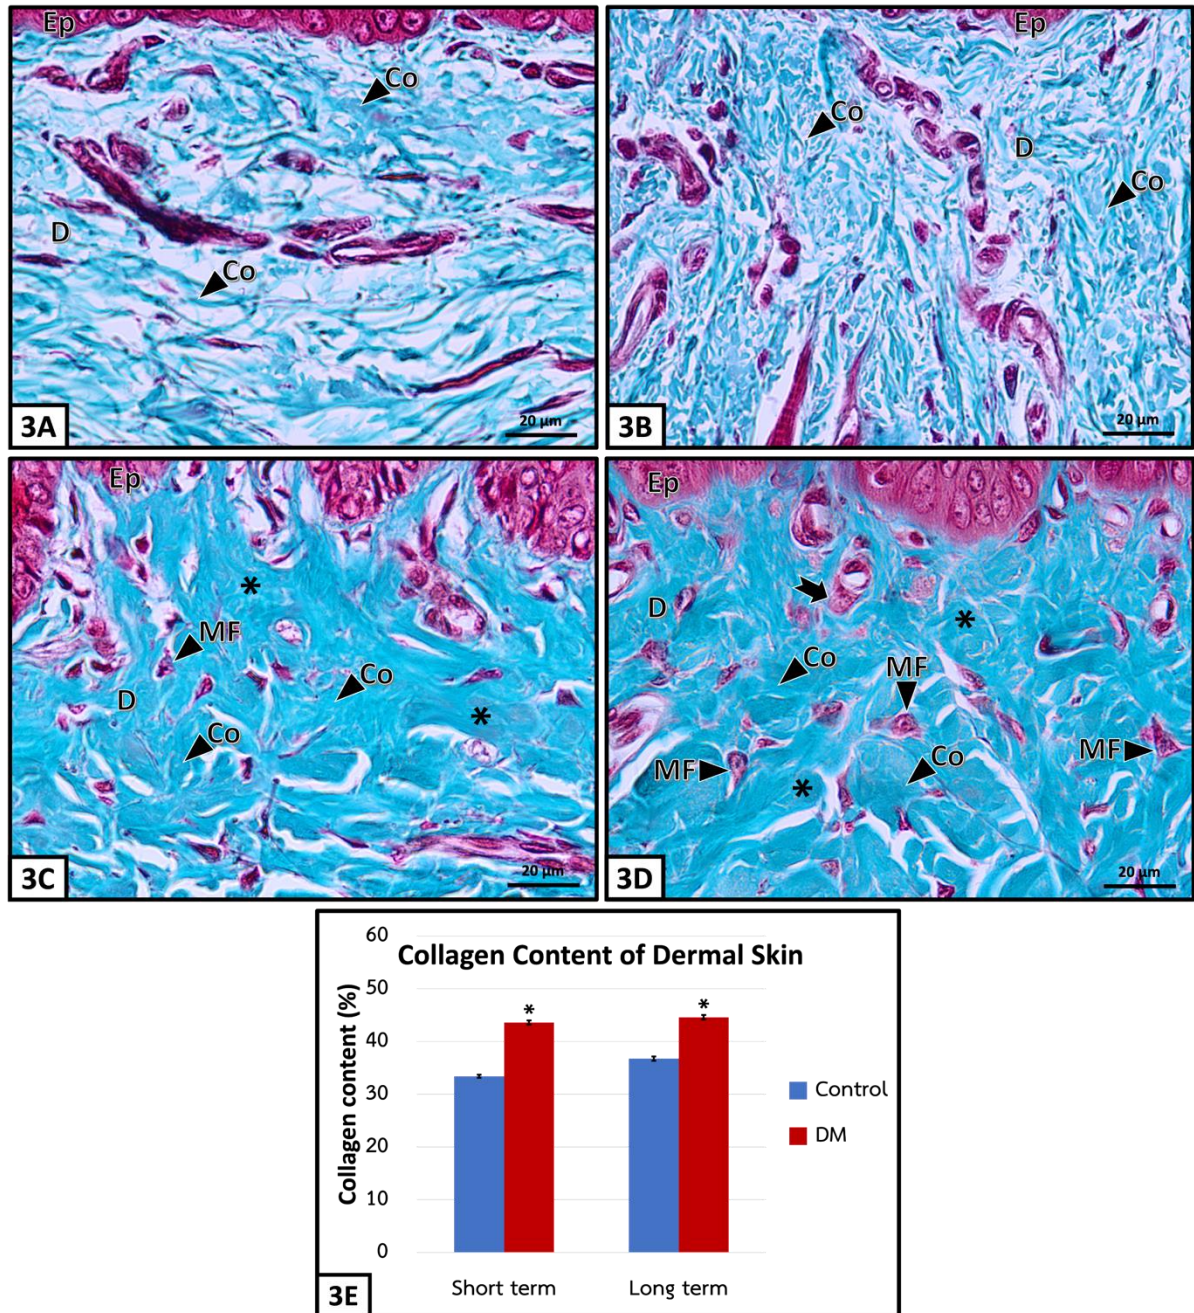 Ep
Co
D
Co
3A
20 µm
Ep
Co
D
Co
3B
20 µm
Ep
*
MF
Co
D
*
Co
3C
20 µm
Ep
D
*
Co
MF
MF
Co
MF
*
3D
20 µm
Collagen Content of Dermal Skin
Collagen content (%)
60
50
40
30
20
10
0
*
*
Short term
Long term
Control
DM
3E